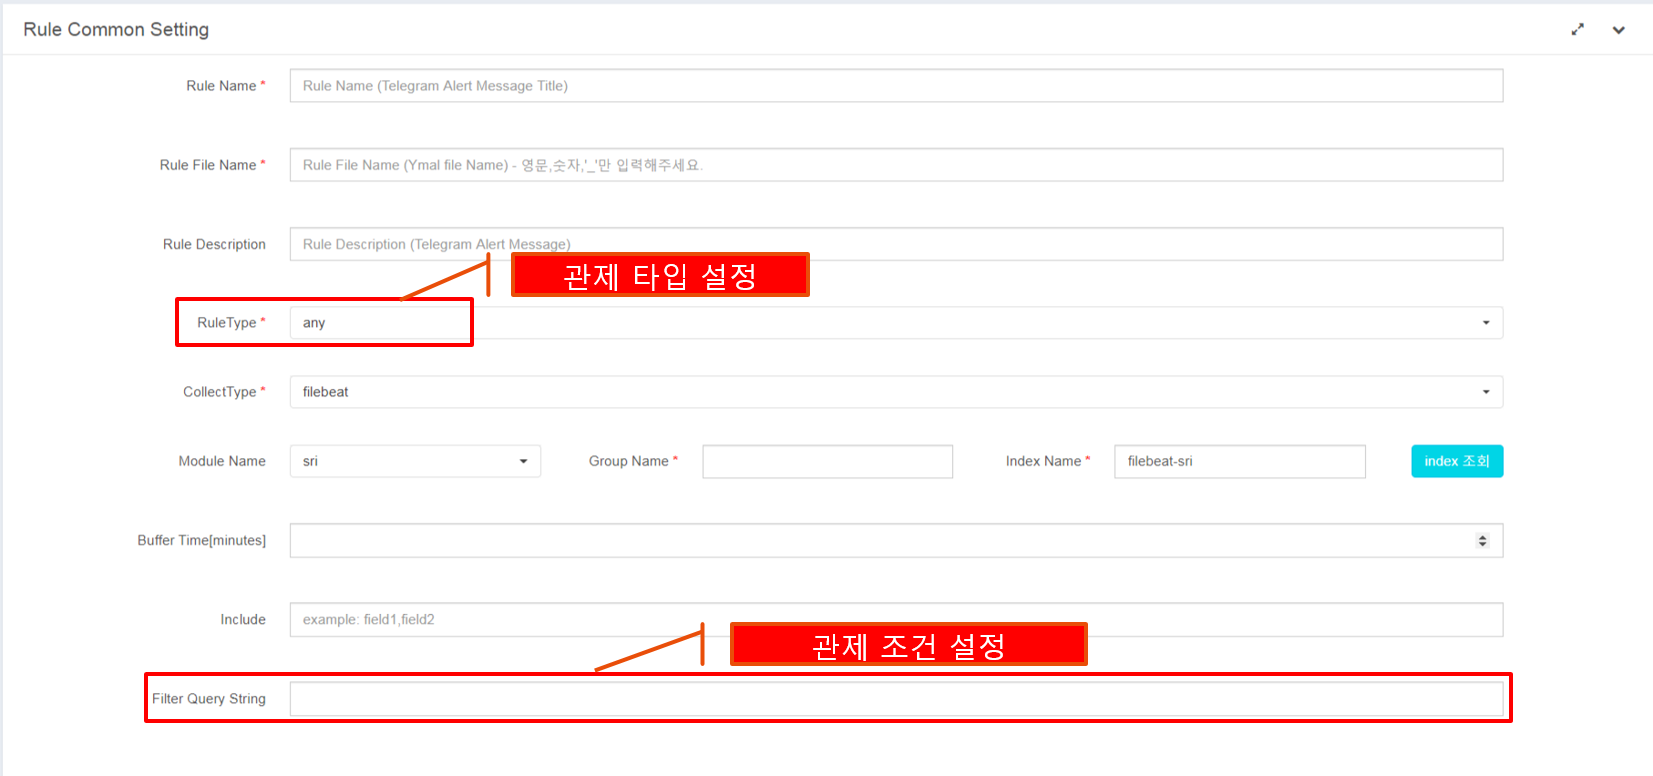 Rule Common Setting
Rule Name * Rule Name (Telegram Alert Message Title)
Rule File Name * Rule File Name (Ymal file Name) - 영문,숫자,'_'만 입력해주세요.
Rule Description Rule Description (Telegram Alert Message)
관제 타입 설정
RuleType * any
CollectType * filebeat
Module Name sri Group Name * Index Name * filebeat-sri index 조회
Buffer Time[minutes]
Include example: field1,field2
관제 조건 설정
Filter Query String